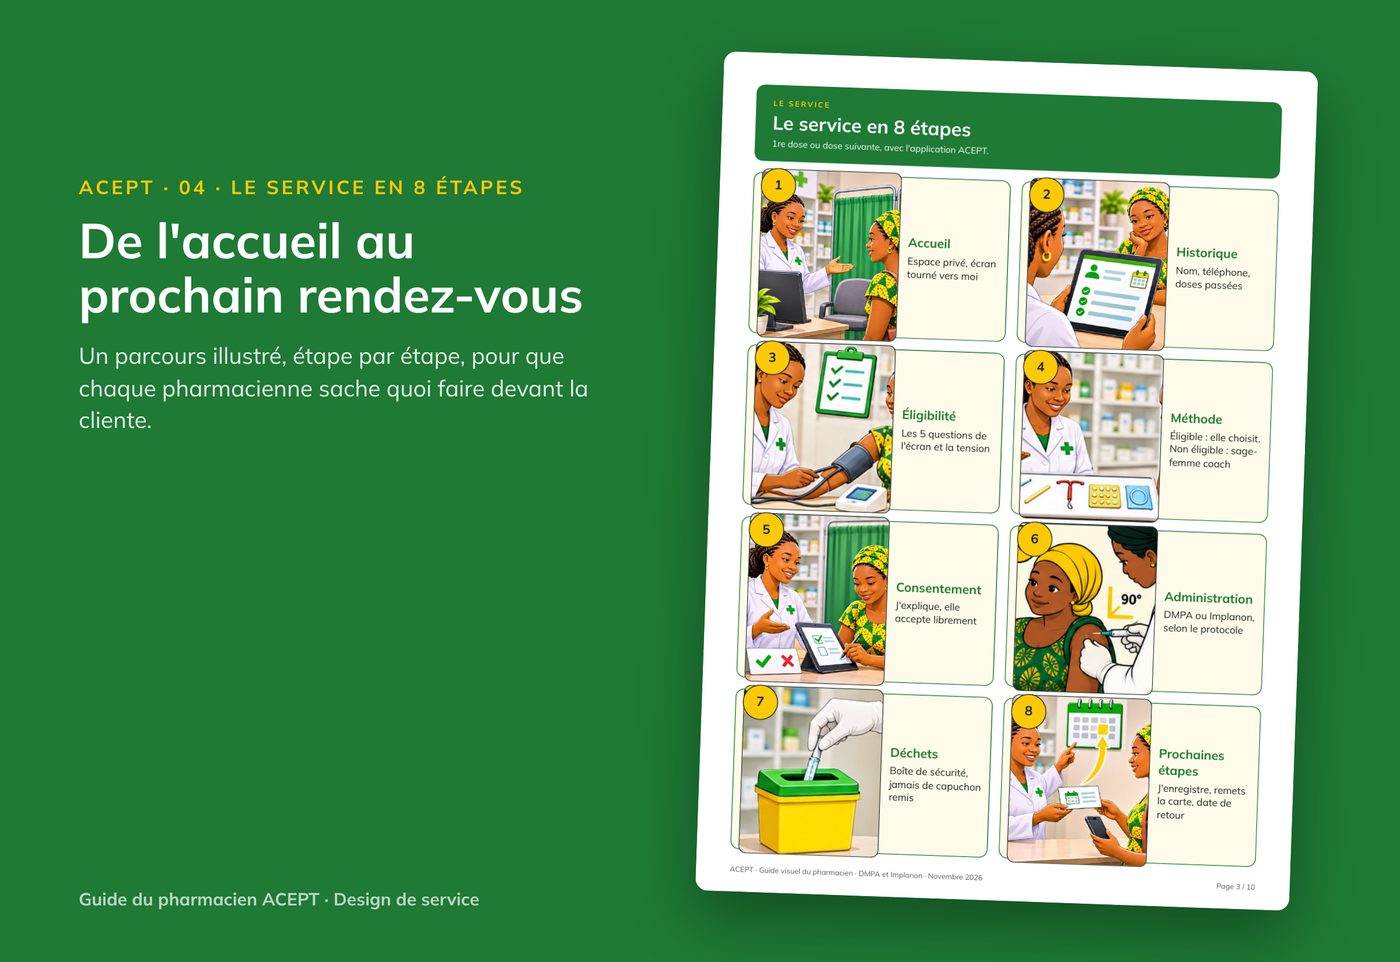 ACEPT · 04 · LE SERVICE EN 8 ÉTAPES
De l'accueil au
prochain rendez-vous
Un parcours illustré, étape par étape, pour que
chaque pharmacienne sache quoi faire devant la
cliente.
Guide du pharmacien ACEPT · Design de service
LE SERVICE
Le service en 8 étapes
1re dose ou dose suivante, avec l'application ACEPT.
1
Accueil
Espace privé, écran
tourné vers moi
2
Historique
Nom, téléphone,
doses passées
3
Éligibilité
Les 5 questions de
l'écran et la tension
4
Méthode
Éligible : elle choisit.
Non éligible : sage-
femme coach
5
Consentement
J'explique, elle
accepte librement
6
90°
Administration
DMPA ou Implanon,
selon le protocole
7
Déchets
Boîte de sécurité,
jamais de capuchon
remis
8
Prochaines
étapes
J'enregistre, remets
la carte, date de
retour
ACEPT · Guide visuel du pharmacien · DMPA et Implanon · Novembre 2026
Page 3 / 10